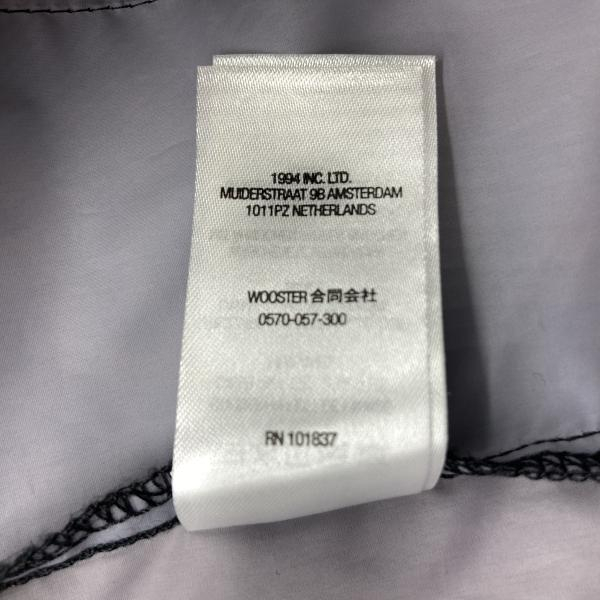 1994 INC. LTD.
MUIDERSTRAAT 9B AMSTERDAM
1011PZ NETHERLANDS
WOOSTER 合同会社
0570-057-300
RN 101837